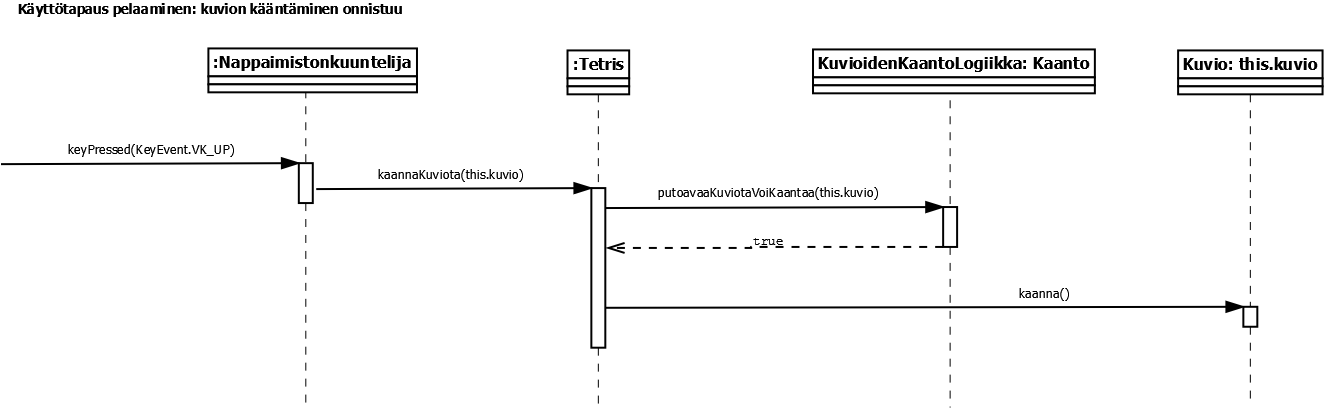 Käyttötapaus pelaaminen: kuvion kääntäminen onnistuu
:Nappaimistonkuuntelija
:Tetris
KuvioidenKaantoLogiikka: Kaanto
Kuvio: this.kuvio
keyPressed(KeyEvent.VK_UP)
kaannaKuviota(this.kuvio)
putoavaaKuviotaVoiKaantaa(this.kuvio)
true
kaanna()